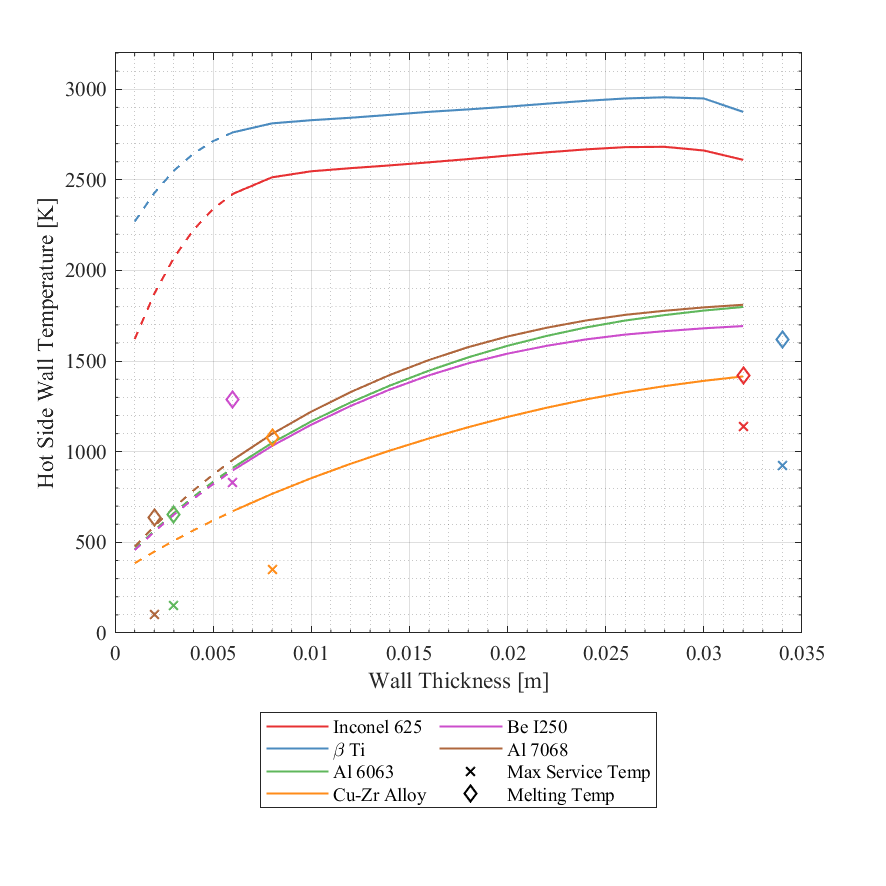 3000
2500
2000
1500
1000
500
0
Hot Side Wall Temperature [K]
0 0.005 0.01 0.015 0.02 0.025 0.03 0.035
Wall Thickness [m]
Inconel 625 Be I250
β Ti Al 7068
Al 6063 Max Service Temp
Cu-Zr Alloy Melting Temp